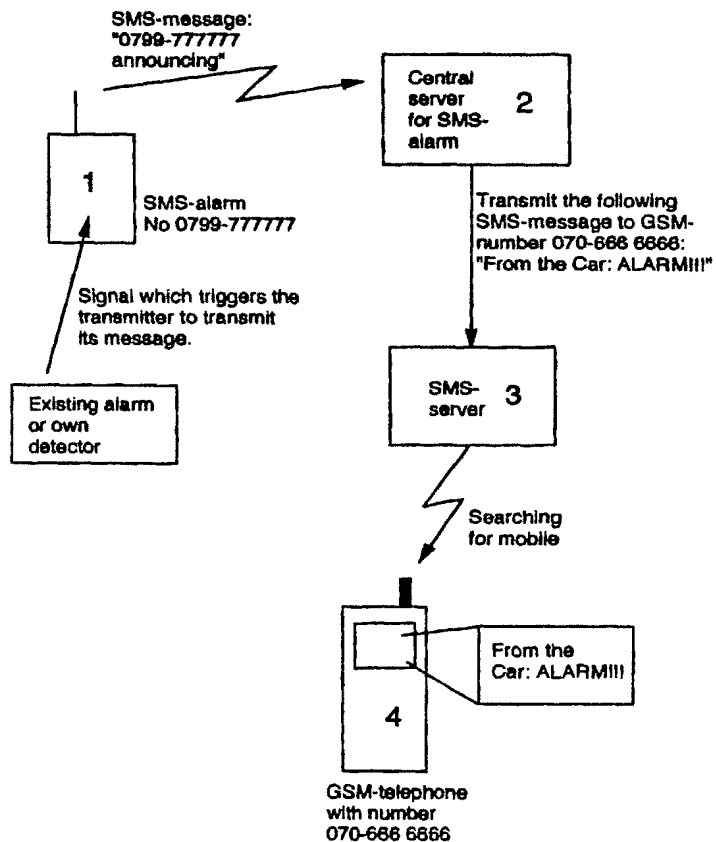 SMS-message:
"0799-777777
announcing"
Central
server
for SMS-
alarm
2
1
SMS-alarm
No 0799-777777
Transmit the following
SMS-message to GSM-
number 070-666 6666:
"From the Car: ALARM!!!"
Signal which triggers the
transmitter to transmit
its message.
Existing alarm
or own
detector
SMS-
server
3
Searching
for mobile
From the
Car: ALARM!!!
4
GSM-telephone
with number
070-666 6666